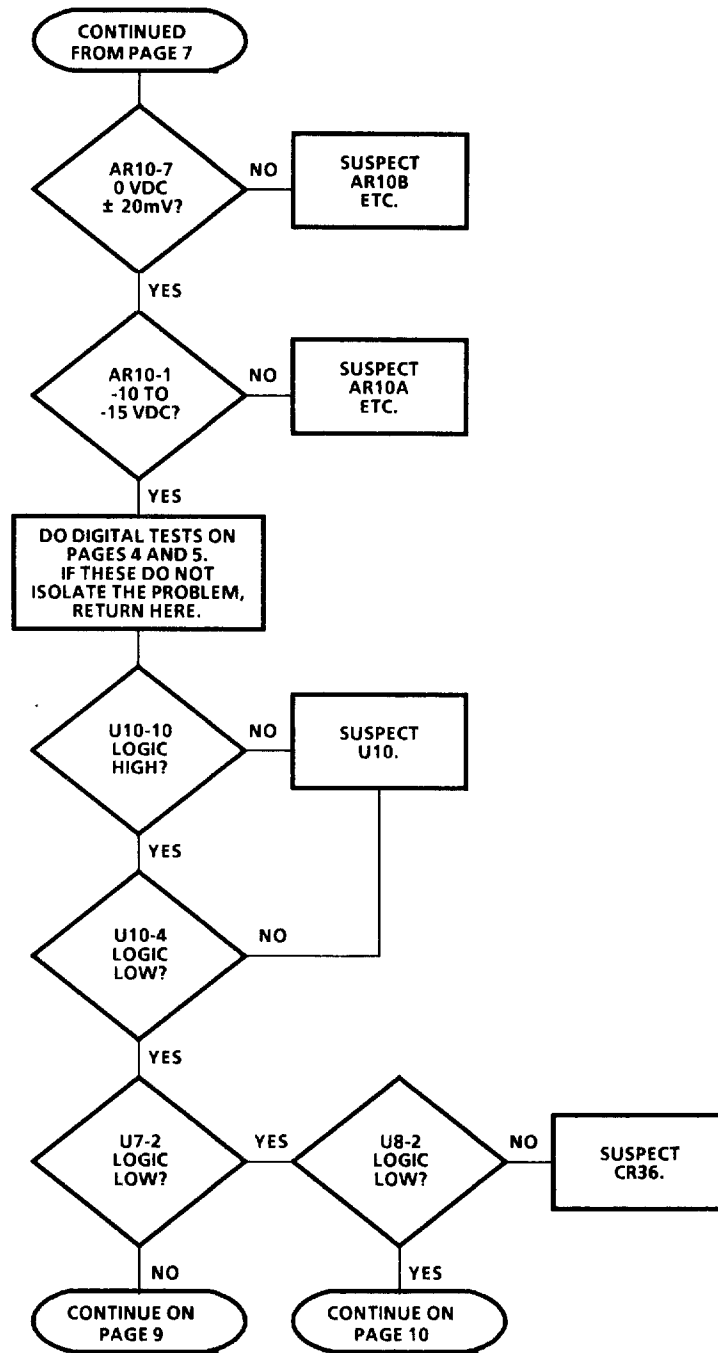 CONTINUED
FROM PAGE 7
AR10-7
0 VDC
± 20mV?
NO
SUSPECT
AR10B
ETC.
YES
AR10-1
-10 TO
-15 VDC?
NO
SUSPECT
AR10A
ETC.
YES
DO DIGITAL TESTS ON
PAGES 4 AND 5.
IF THESE DO NOT
ISOLATE THE PROBLEM,
RETURN HERE.
U10-10
LOGIC
HIGH?
NO
SUSPECT
U10.
YES
U10-4
LOGIC
LOW?
NO
YES
U7-2
LOGIC
LOW?
YES
U8-2
LOGIC
LOW?
NO
SUSPECT
CR36.
NO
CONTINUE ON
PAGE 9
YES
CONTINUE ON
PAGE 10